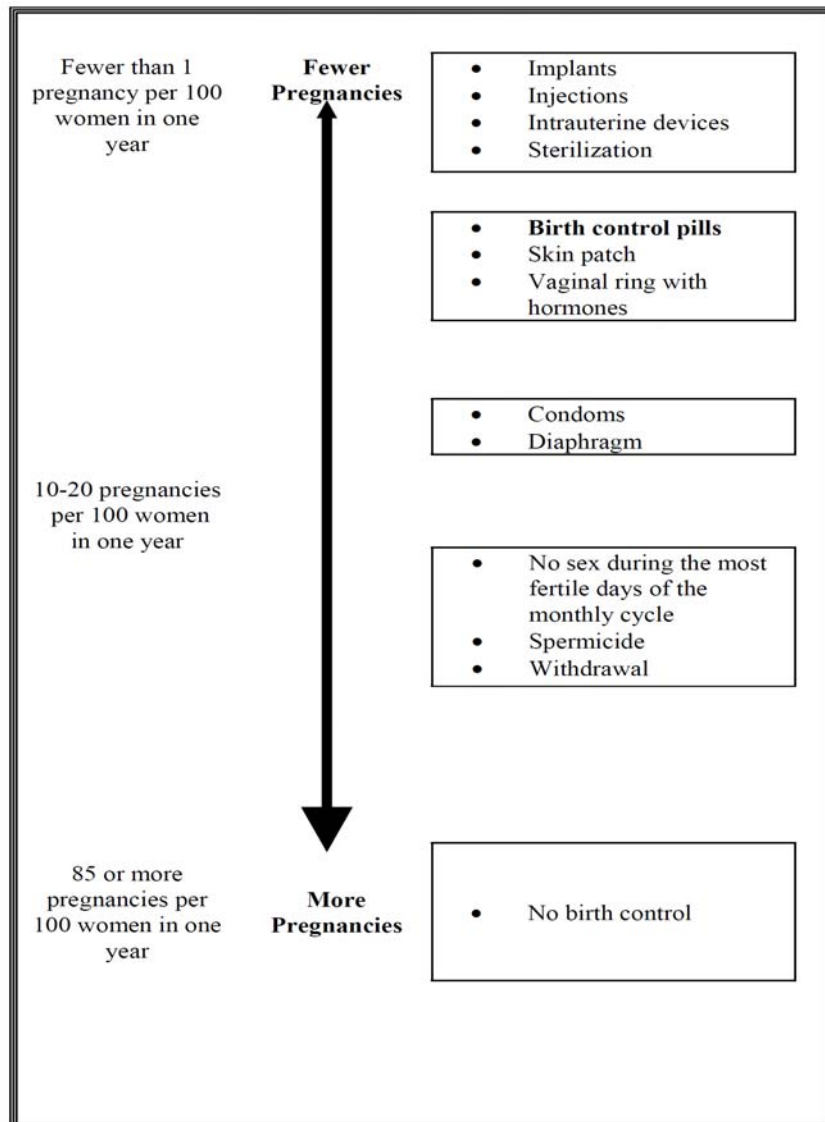 Fewer than 1
pregnancy per 100
women in one
year
Fewer
Pregnancies
• Implants
• Injections
• Intrauterine devices
• Sterilization
• Birth control pills
• Skin patch
• Vaginal ring with
hormones
• Condoms
• Diaphragm
10-20 pregnancies
per 100 women
in one year
• No sex during the most
fertile days of the
monthly cycle
• Spermicide
• Withdrawal
85 or more
pregnancies per
100 women in one
year
More
Pregnancies
• No birth control